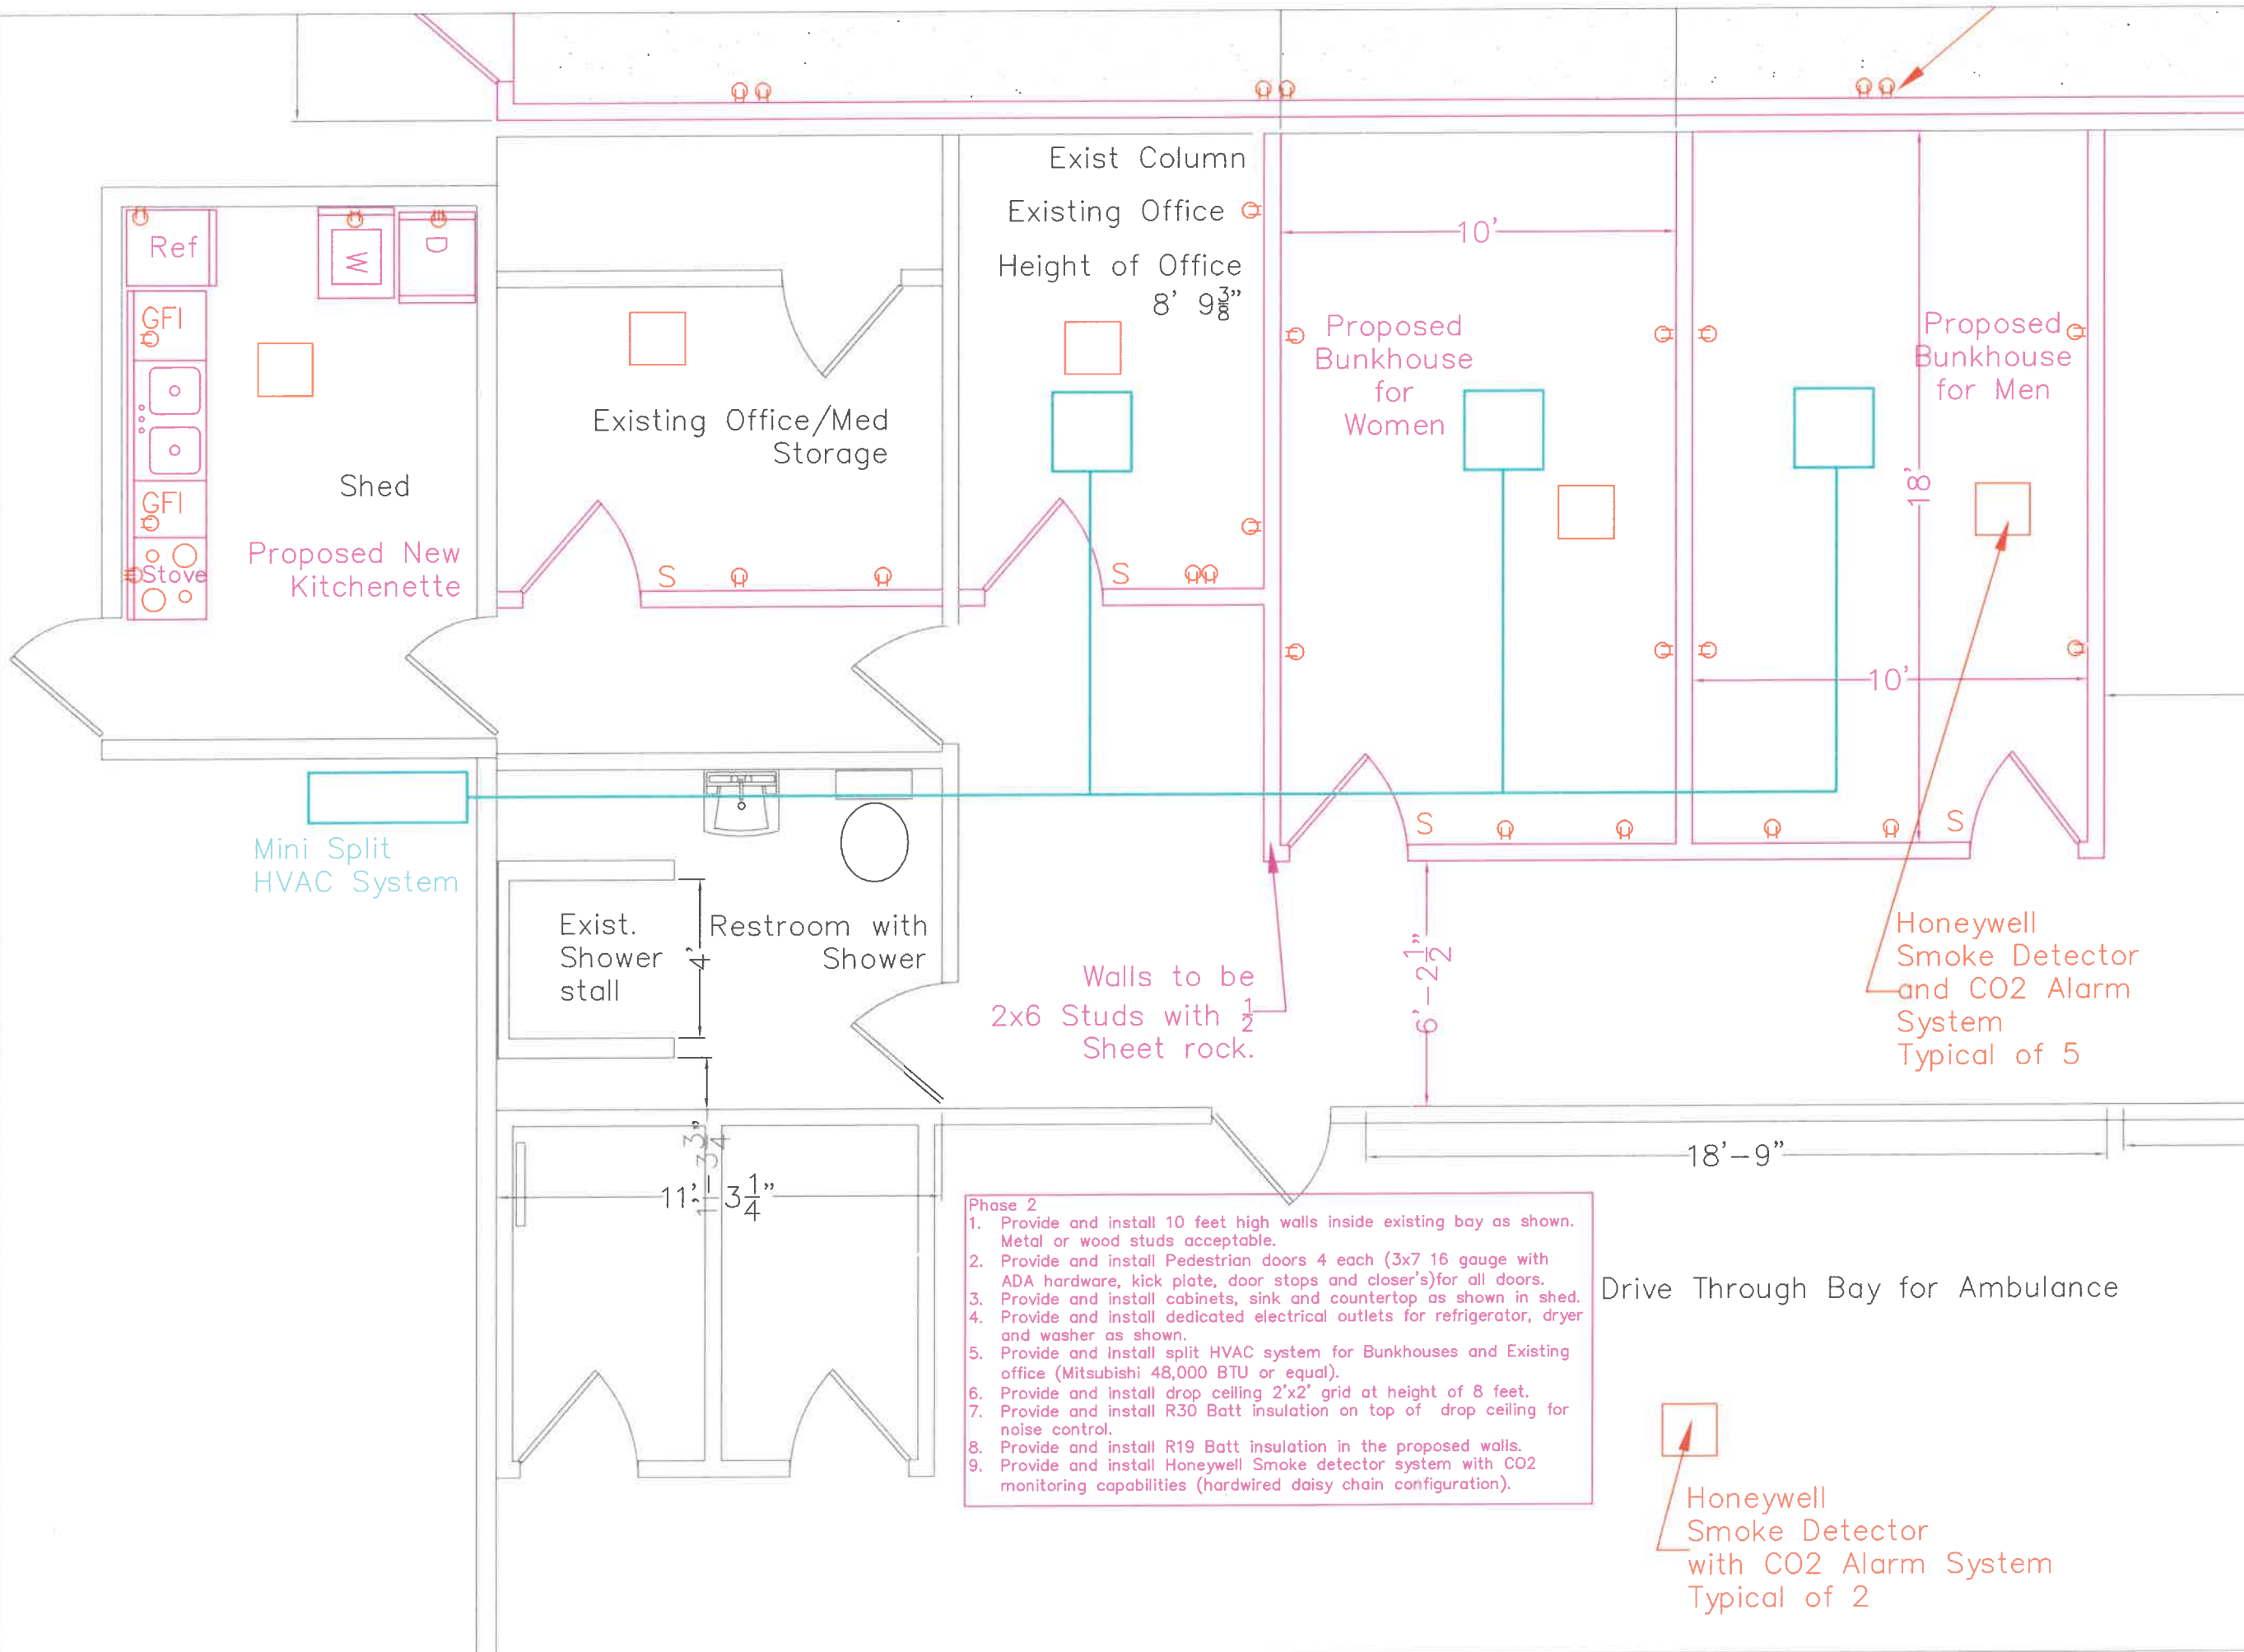 Exist Column
Existing Office
Height of Office
8' 9 3/8"
Ref
W
D
GFI
GFI
Stove
Shed
Proposed New
Kitchenette
Existing Office/Med
Storage
S
S
10'
Proposed
Bunkhouse
for
Women
Proposed
Bunkhouse
for Men
18'
10'
S
S
Mini Split
HVAC System
Exist.
Shower
stall
4'
Restroom with
Shower
Walls to be
2x6 Studs with 1/2
Sheet rock.
6'-2 1/2"
Honeywell
Smoke Detector
and CO2 Alarm
System
Typical of 5
1'-3 3/4"
11'-3 1/4"
18'-9"
Phase 2
1. Provide and install 10 feet high walls inside existing bay as shown.
Metal or wood studs acceptable.
2. Provide and install Pedestrian doors 4 each (3x7 16 gauge with
ADA hardware, kick plate, door stops and closer's)for all doors.
3. Provide and install cabinets, sink and countertop as shown in shed.
4. Provide and install dedicated electrical outlets for refrigerator, dryer
and washer as shown.
5. Provide and Install split HVAC system for Bunkhouses and Existing
office (Mitsubishi 48,000 BTU or equal).
6. Provide and install drop ceiling 2'x2' grid at height of 8 feet.
7. Provide and install R30 Batt insulation on top of drop ceiling for
noise control.
8. Provide and install R19 Batt insulation in the proposed walls.
9. Provide and install Honeywell Smoke detector system with CO2
monitoring capabilities (hardwired daisy chain configuration).
Drive Through Bay for Ambulance
Honeywell
Smoke Detector
with CO2 Alarm System
Typical of 2